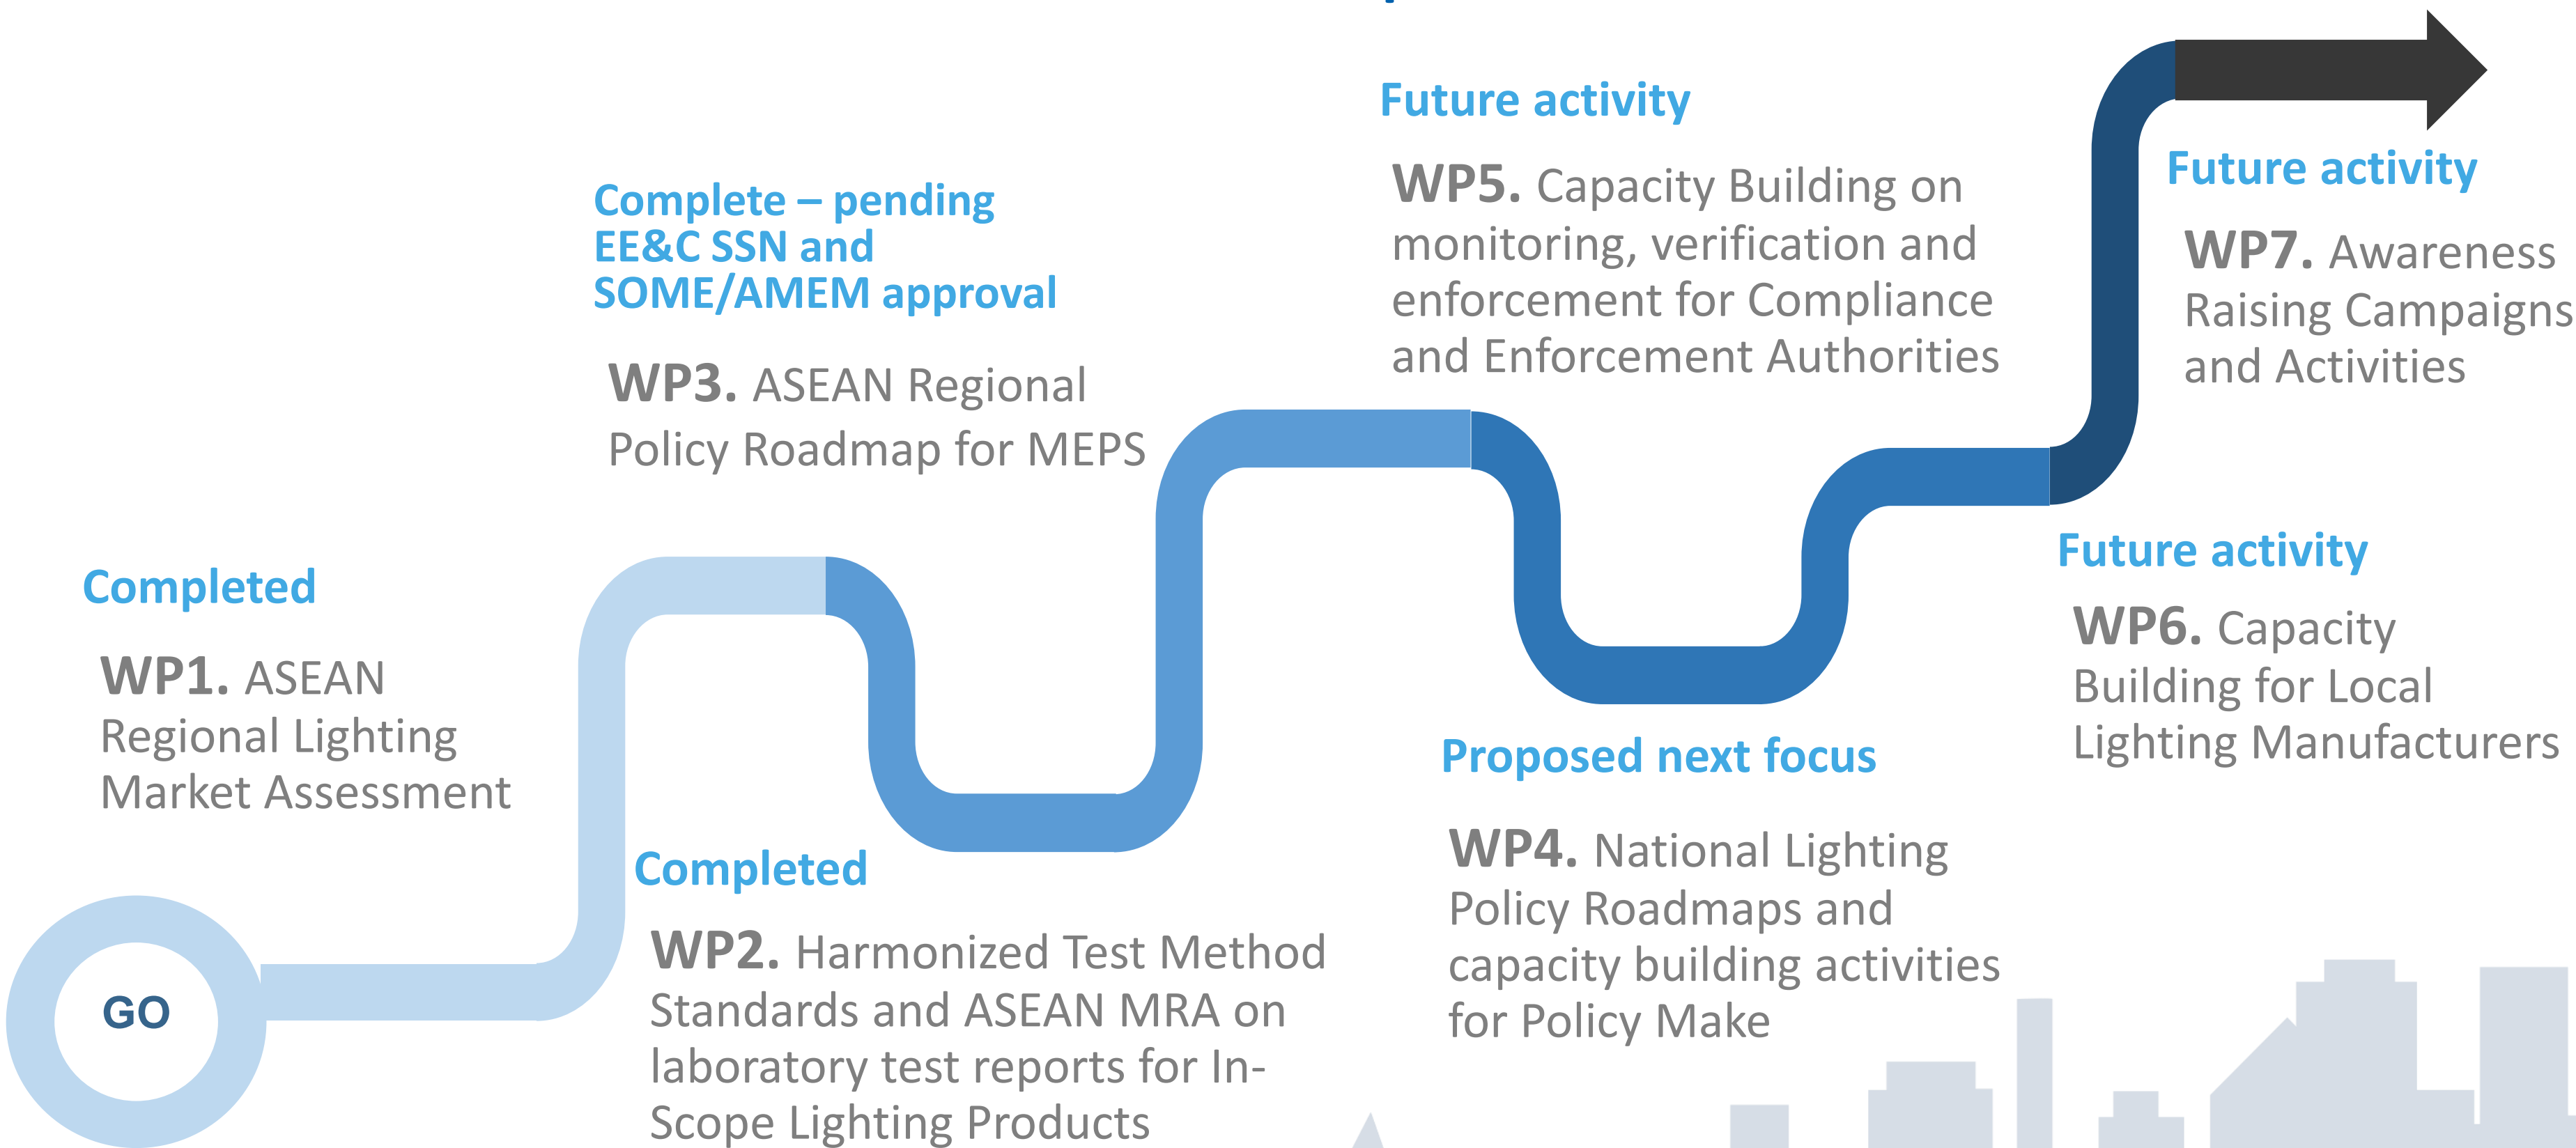 GO
Completed
WP1. ASEAN
Regional Lighting
Market Assessment
Completed
WP2. Harmonized Test Method
Standards and ASEAN MRA on
laboratory test reports for In-
Scope Lighting Products
Complete – pending
EE&C SSN and
SOME/AMEM approval
WP3. ASEAN Regional
Policy Roadmap for MEPS
Proposed next focus
WP4. National Lighting
Policy Roadmaps and
capacity building activities
for Policy Make
Future activity
WP5. Capacity Building on
monitoring, verification and
enforcement for Compliance
and Enforcement Authorities
Future activity
WP6. Capacity
Building for Local
Lighting Manufacturers
Future activity
WP7. Awareness
Raising Campaigns
and Activities